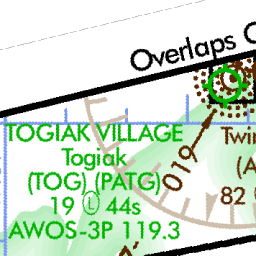 Overlaps
TOGIAK VILLAGE
Togiak
(TOG) (PATG)
19 L 44s
AWOS-3P 119.3
019
Twin
(A
82